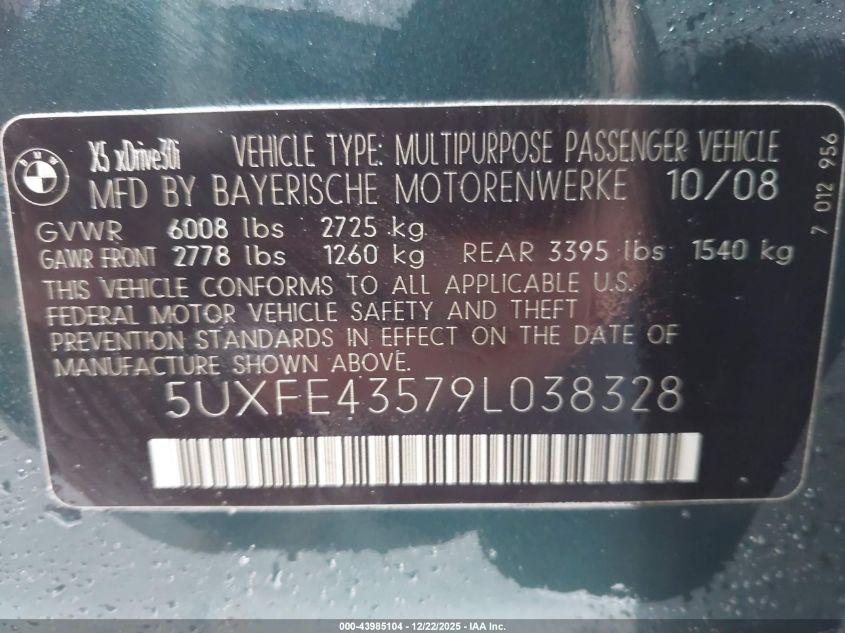 BMW
X5 xDrive30i VEHICLE TYPE: MULTIPURPOSE PASSENGER VEHICLE
MFD BY BAYERISCHE MOTORENWERKE 10/08
GVWR 6008 lbs 2725 kg
GAWR FRONT 2778 lbs 1260 kg REAR 3395 lbs 1540 kg
THIS VEHICLE CONFORMS TO ALL APPLICABLE U.S.
FEDERAL MOTOR VEHICLE SAFETY AND THEFT
PREVENTION STANDARDS IN EFFECT ON THE DATE OF
MANUFACTURE SHOWN ABOVE.
5UXFE43579L038328
7 012 956
000-43985104 - 12/22/2025 - IAA Inc.